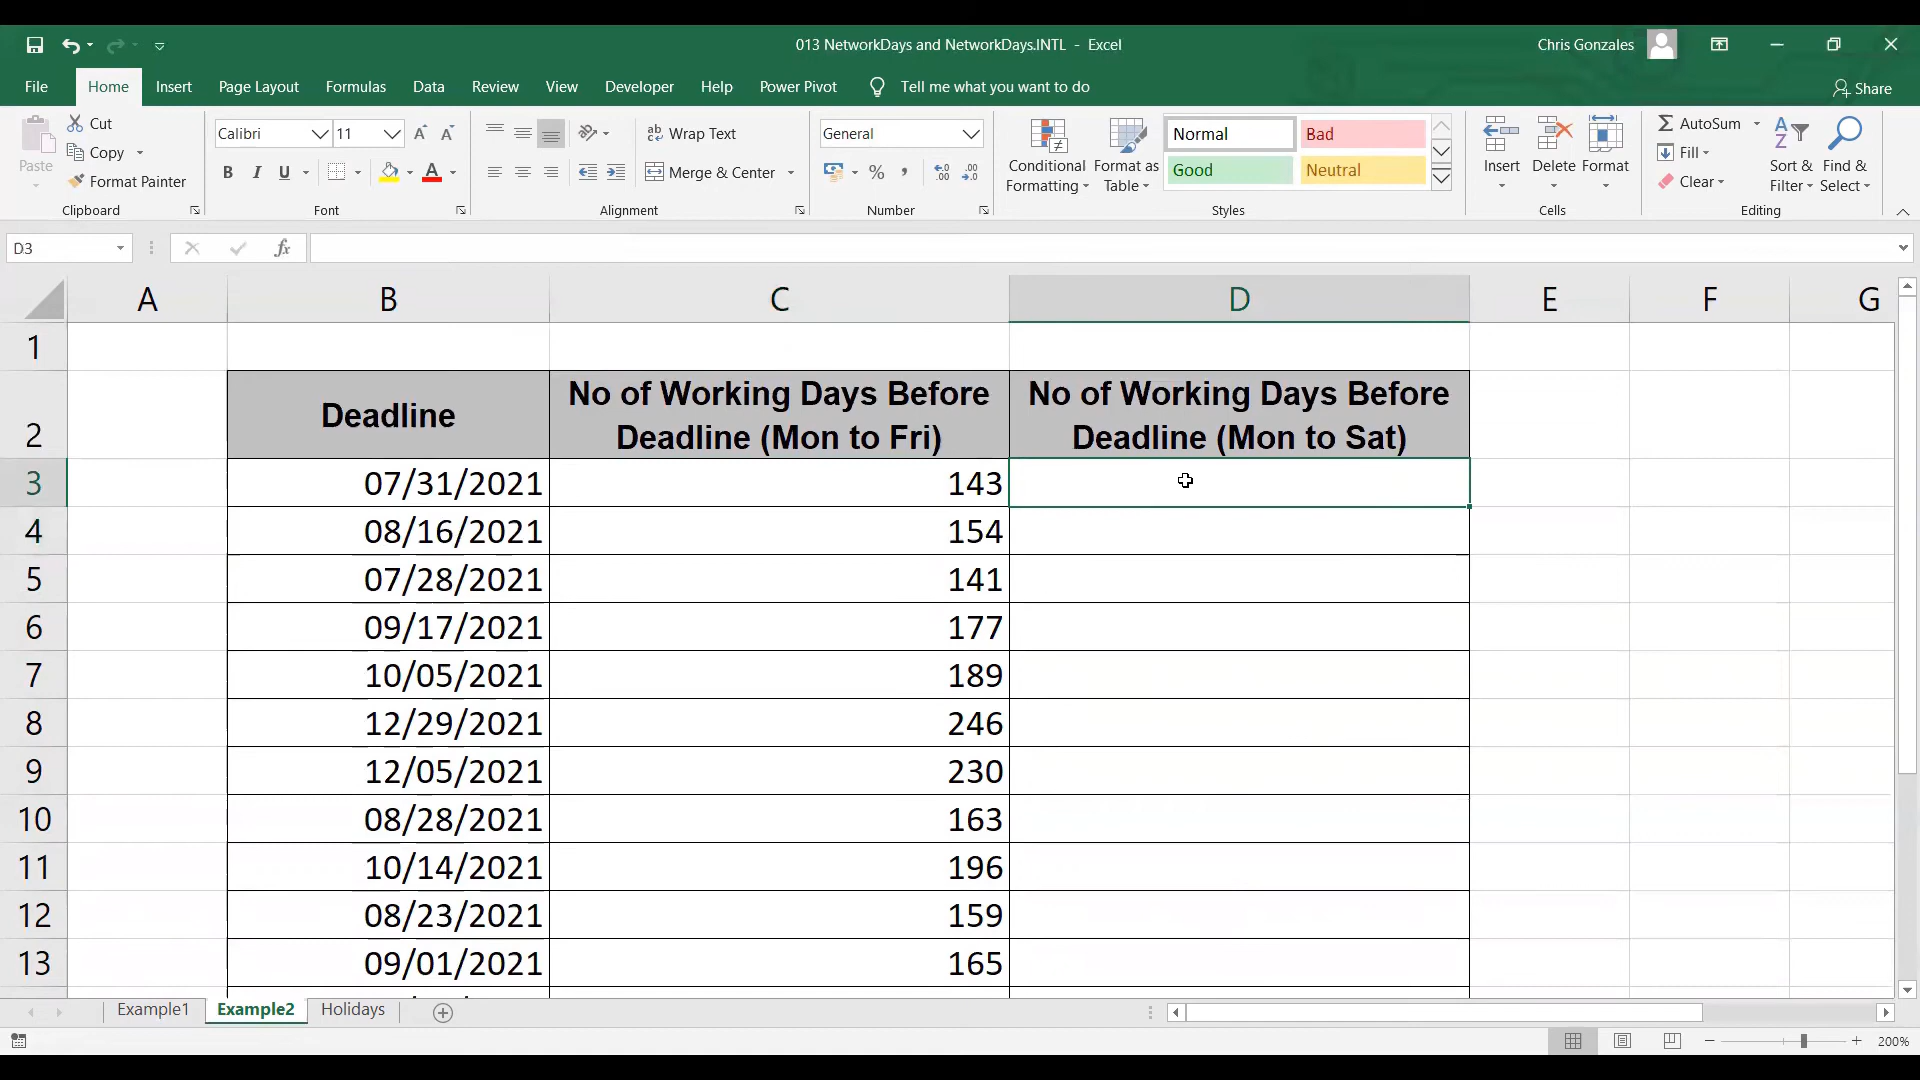 013 NetworkDays and NetworkDays.INTL - Excel
Chris Gonzales
File Home Insert Page Layout Formulas Data Review View Developer Help Power Pivot Tell me what you want to do
Share
Paste
Cut
Copy
Format Painter
Clipboard
Calibri 11
B I U
Font
Wrap Text
Merge & Center
Alignment
General
Number
Conditional Formatting
Format as Table
Normal Bad
Good Neutral
Styles
Insert Delete Format
Cells
AutoSum
Fill
Clear
Sort & Filter
Find & Select
Editing
D3
fx
A B C D E F G
1
2 Deadline No of Working Days Before Deadline (Mon to Fri) No of Working Days Before Deadline (Mon to Sat)
3 07/31/2021 143
4 08/16/2021 154
5 07/28/2021 141
6 09/17/2021 177
7 10/05/2021 189
8 12/29/2021 246
9 12/05/2021 230
10 08/28/2021 163
11 10/14/2021 196
12 08/23/2021 159
13 09/01/2021 165
Example1 Example2 Holidays
200%